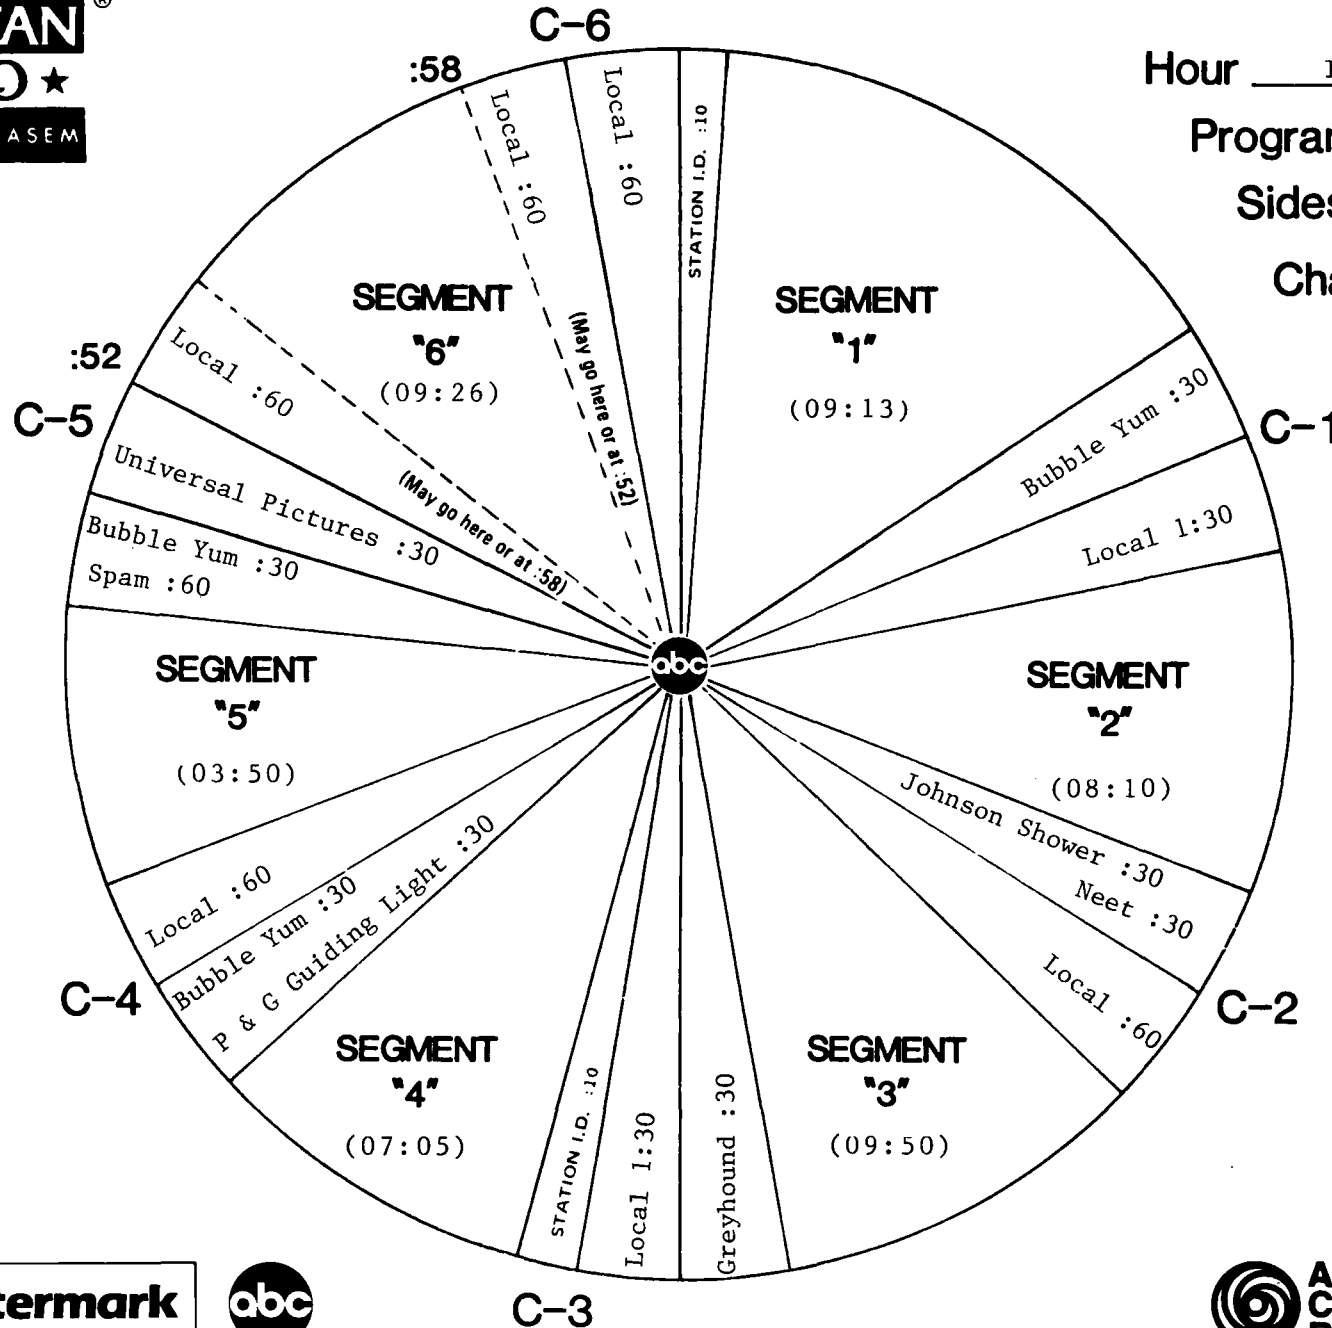 C-6
:58
Hour
ASEM
Local :60
Local :60
(May go here or at :52)
STATION I.D. :10
SEGMENT
"1"
(09:13)
Bubble Yum :30
C-1
Local 1:30
SEGMENT
"2"
(08:10)
Johnson Shower :30
Neet :30
C-2
Local :60
SEGMENT
"3"
(09:50)
Greyhound :30
C-3
Local 1:30
STATION I.D. :10
SEGMENT
"4"
(07:05)
P & G Guiding Light :30
Bubble Yum :30
C-4
Local :60
SEGMENT
"5"
(03:50)
Spam :60
Bubble Yum :30
Universal Pictures :30
C-5
:52
Local :60
(May go here or at :58)
SEGMENT
"6"
(09:26)
abc
termark
abc